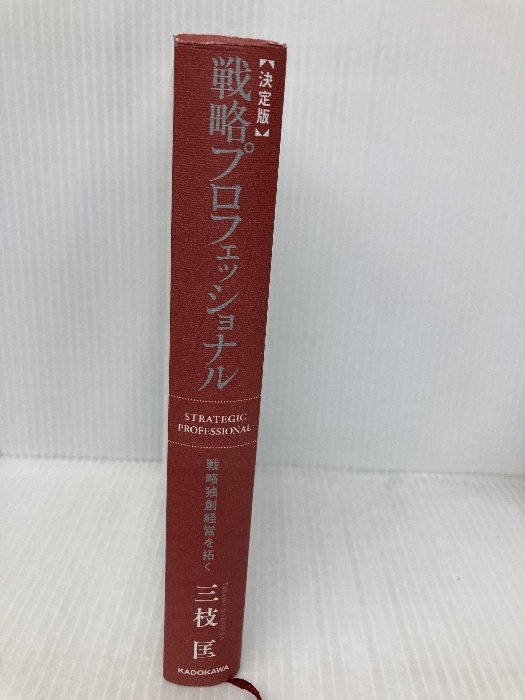 【決定版】
戦略プロフェッショナル
STRATEGIC
PROFESSIONAL
戦略独創経営を拓く
三枝 匡
KADOKAWA